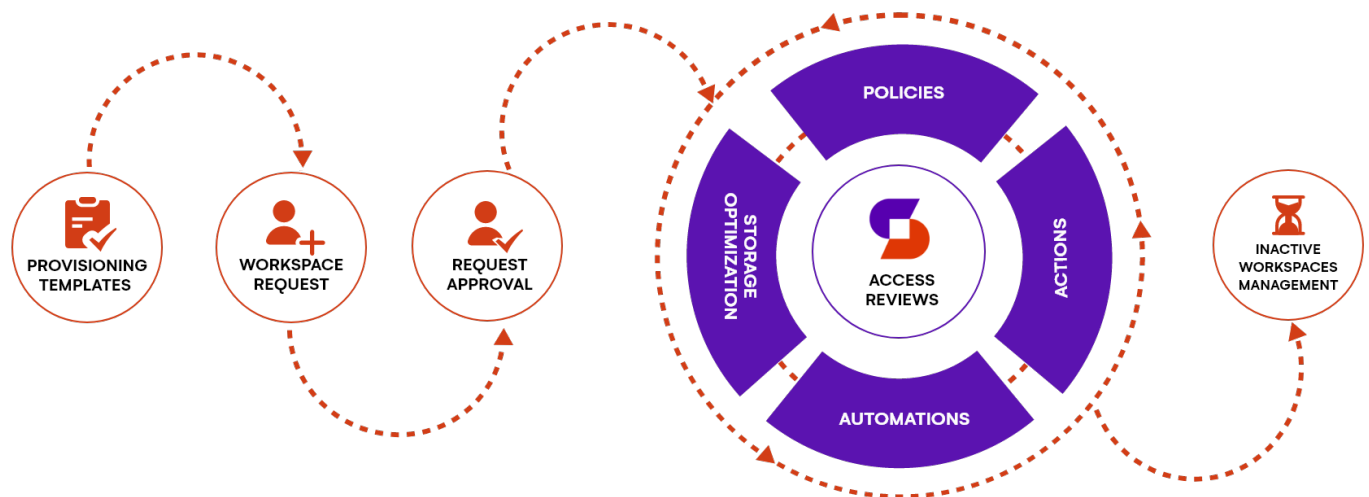 PROVISIONING
TEMPLATES
WORKSPACE
REQUEST
REQUEST
APPROVAL
POLICIES
STORAGE
OPTIMIZATION
ACCESS
REVIEWS
ACTIONS
AUTOMATIONS
INACTIVE
WORKSPACES
MANAGEMENT